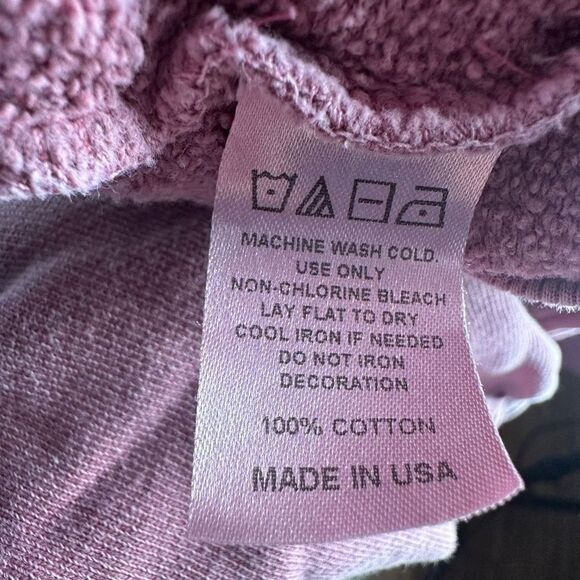 MACHINE WASH COLD.
USE ONLY
NON-CHLORINE BLEACH
LAY FLAT TO DRY
COOL IRON IF NEEDED
DO NOT IRON
DECORATION
100% COTTON
MADE IN USA